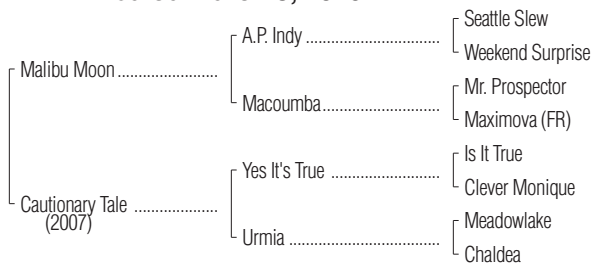 Seattle Slew
A.P. Indy ..............................
Weekend Surprise
Malibu Moon ......................
Mr. Prospector
Macoumba..........................
Maximova (FR)
Is It True
Yes It's True ........................
Clever Monique
Cautionary Tale ..................
(2007)
Meadowlake
Urmia .................................
Chaldea